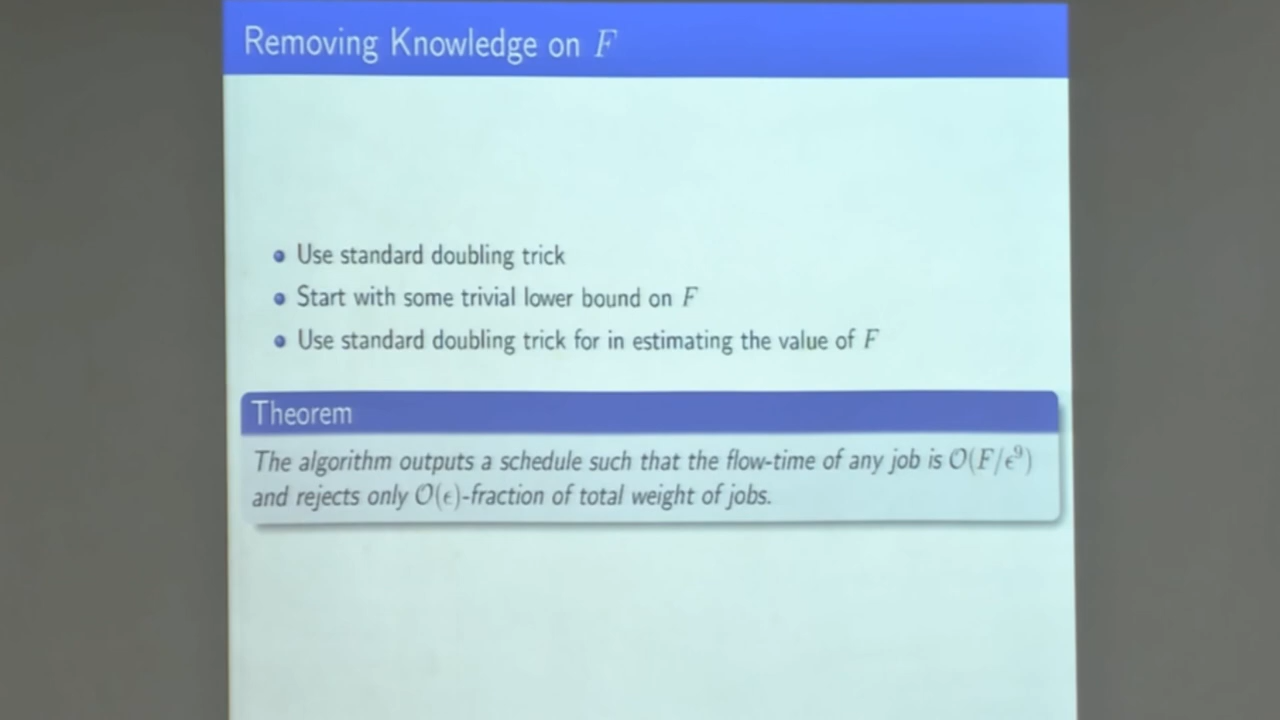 Removing Knowledge on F
Use standard doubling trick
Start with some trivial lower bound on F
Use standard doubling trick for in estimating the value of F
Theorem
The algorithm outputs a schedule such that the flow-time of any job is O(F/ϵ⁹)
and rejects only O(ϵ)-fraction of total weight of jobs.